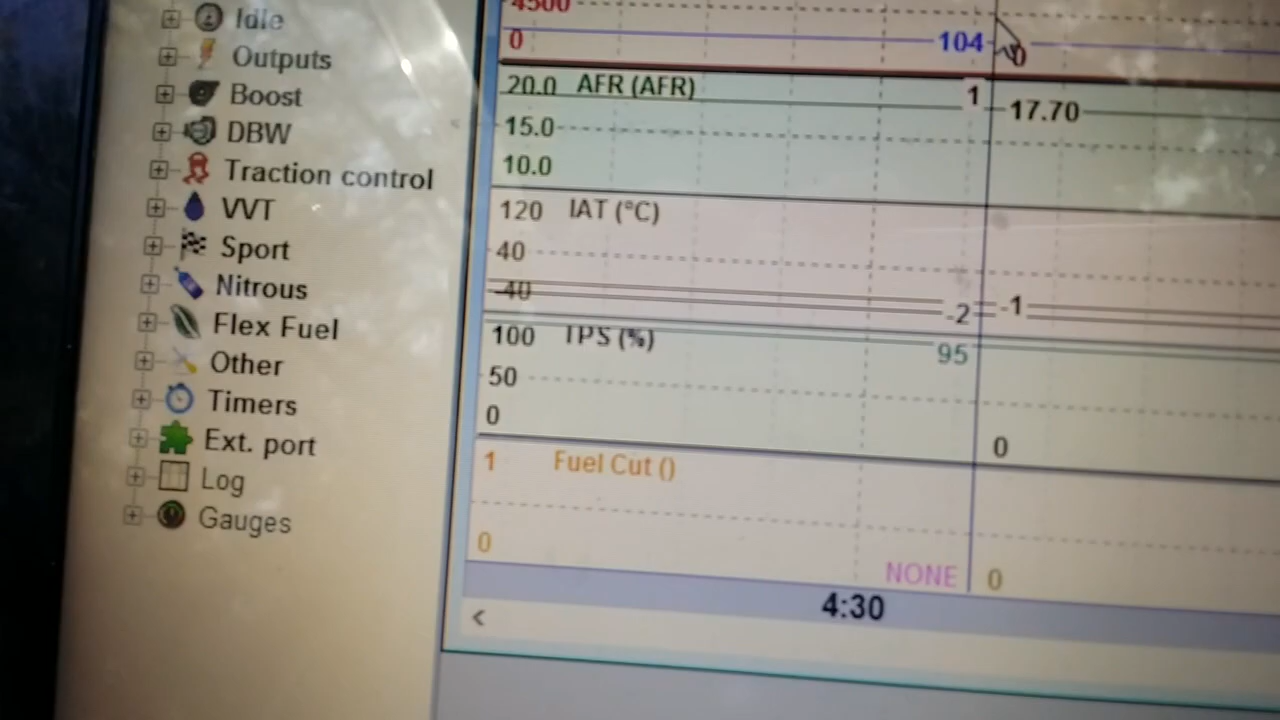 Idle
Outputs
Boost
DBW
Traction control
VVT
Sport
Nitrous
Flex Fuel
Other
Timers
Ext. port
Log
Gauges
4500
0
104
0
20.0 AFR (AFR)
1
17.70
15.0
10.0
120 IAT (°C)
40
-40
-2
-1
100 TPS (%)
95
50
0
0
1 Fuel Cut ()
0
NONE
0
4:30
<